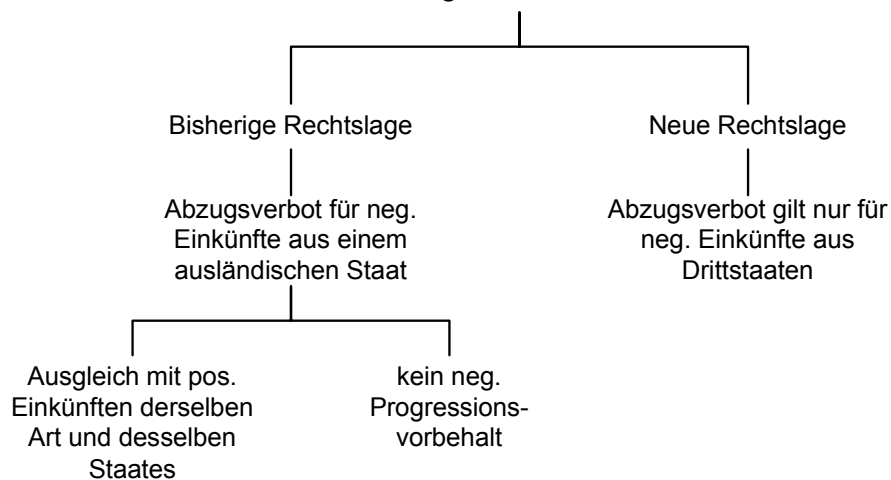 Bisherige Rechtslage
Neue Rechtslage
Abzugsverbot für neg.
Einkünfte aus einem
ausländischen Staat
Abzugsverbot gilt nur für
neg. Einkünfte aus
Drittstaaten
Ausgleich mit pos.
Einkünften derselben
Art und desselben
Staates
kein neg.
Progressions-
vorbehalt